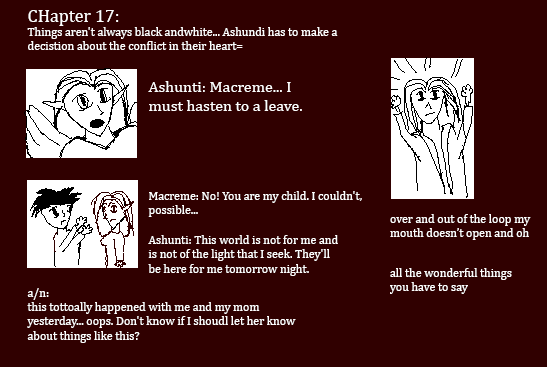 CHapter 17:
Things aren't always black andwhite... Ashundi has to make a
decistion about the conflict in their heart=
Ashunti: Macreme... I
must hasten to a leave.
Macreme: No! You are my child. I couldn't,
possible...
Ashunti: This world is not for me and
is not of the light that I seek. They'll
be here for me tomorrow night.
a/n:
this tottoally happened with me and my mom
yesterday... oops. Don't know if I shoudl let her know
about things like this?
over and out of the loop my
mouth doesn't open and oh
all the wonderful things
you have to say